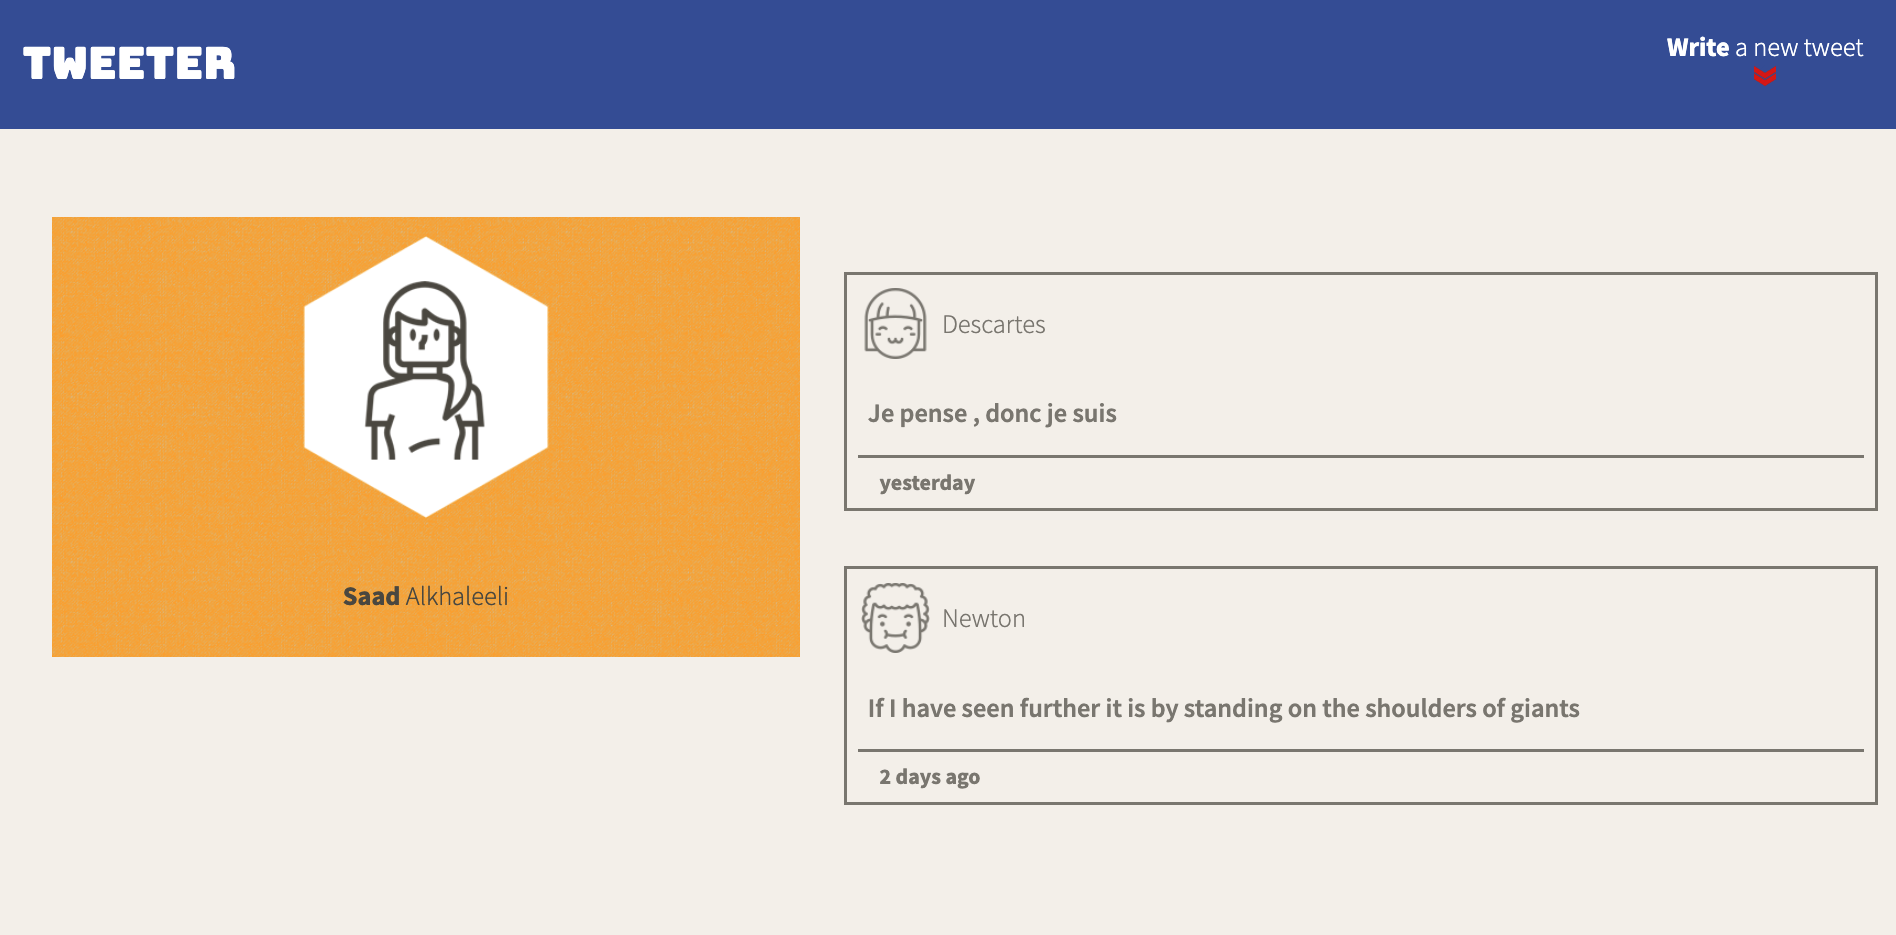 TWEETER
Write a new tweet
Saad Alkhaleeli
Descartes
Je pense , donc je suis
yesterday
Newton
If I have seen further it is by standing on the shoulders of giants
2 days ago